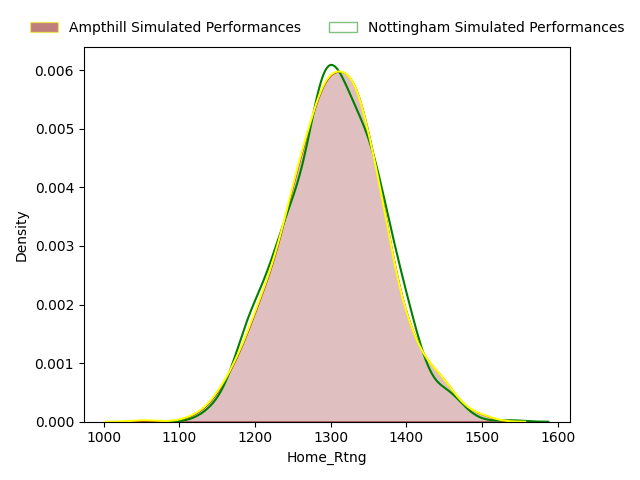 Ampthill Simulated Performances
Nottingham Simulated Performances
0.006
0.005
0.004
0.003
0.002
0.001
0.000
Density
1000 1100 1200 1300 1400 1500 1600
Home_Rtng